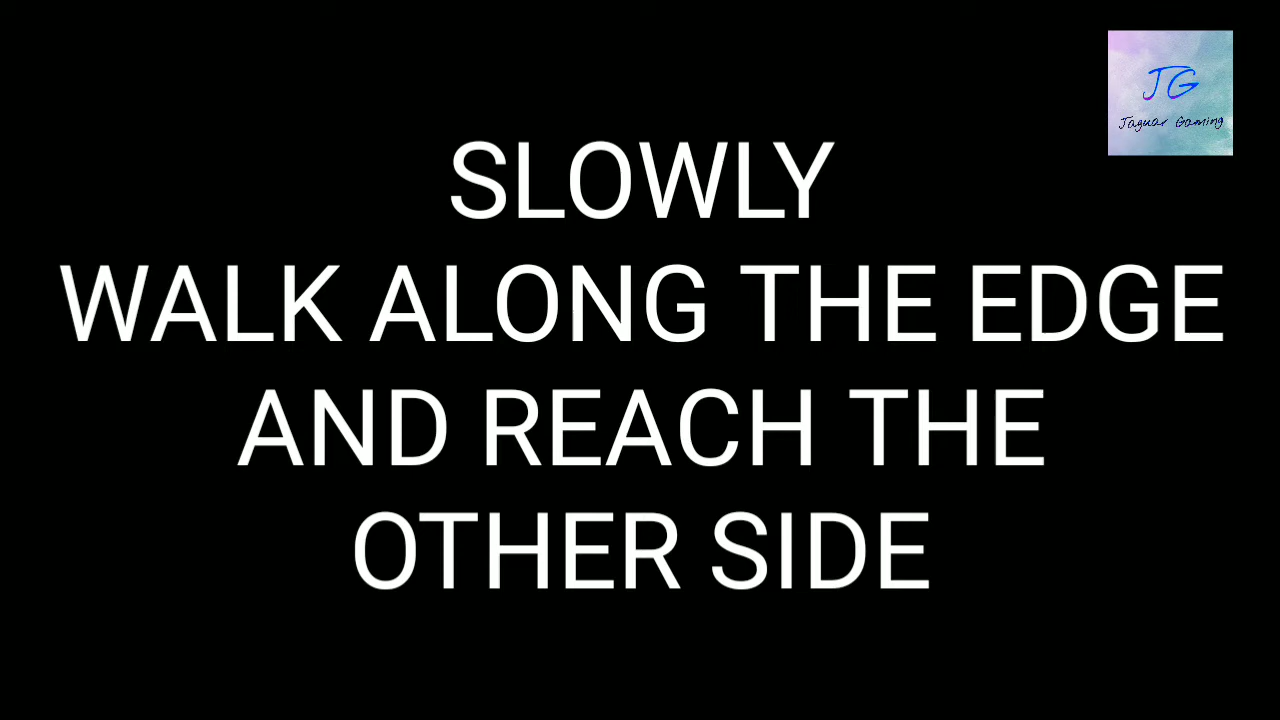 JG
Jaguar Gaming
SLOWLY
WALK ALONG THE EDGE
AND REACH THE
OTHER SIDE